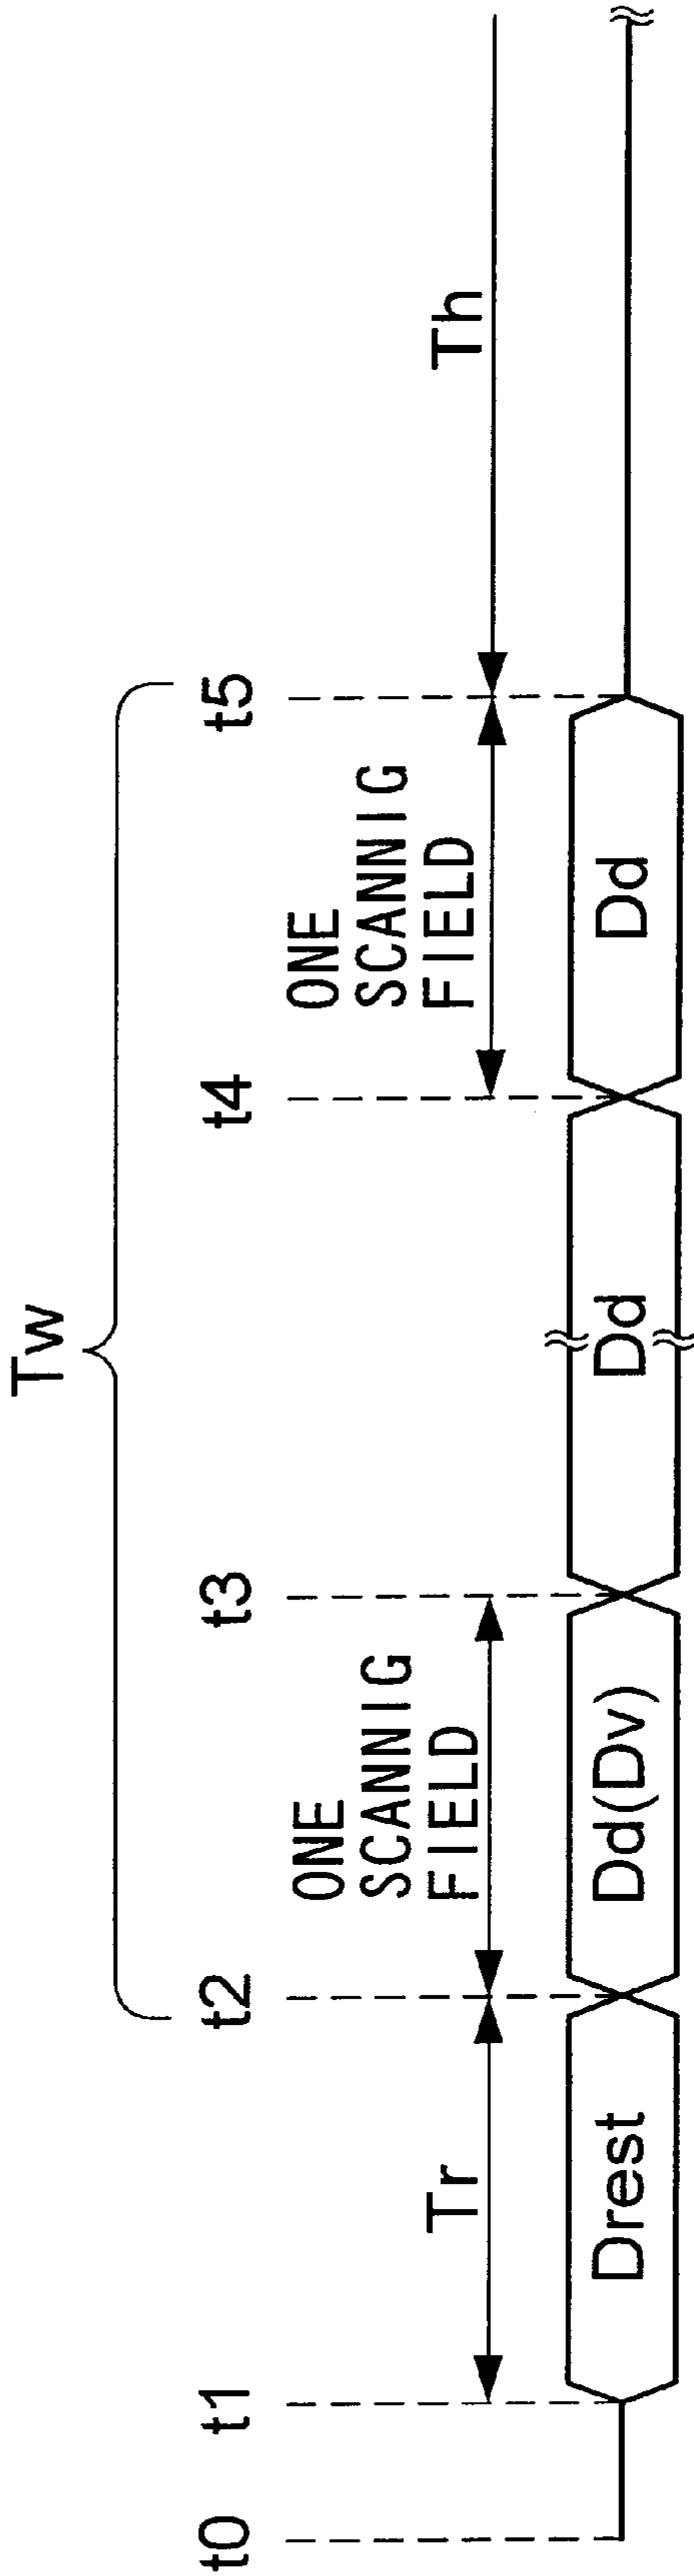 Tw
t0 t1 t2 t3 t4 t5
ONE
SCANNIG
FIELD
ONE
SCANNIG
FIELD
Tr
Th
Drest Dd(Dv) Dd Dd